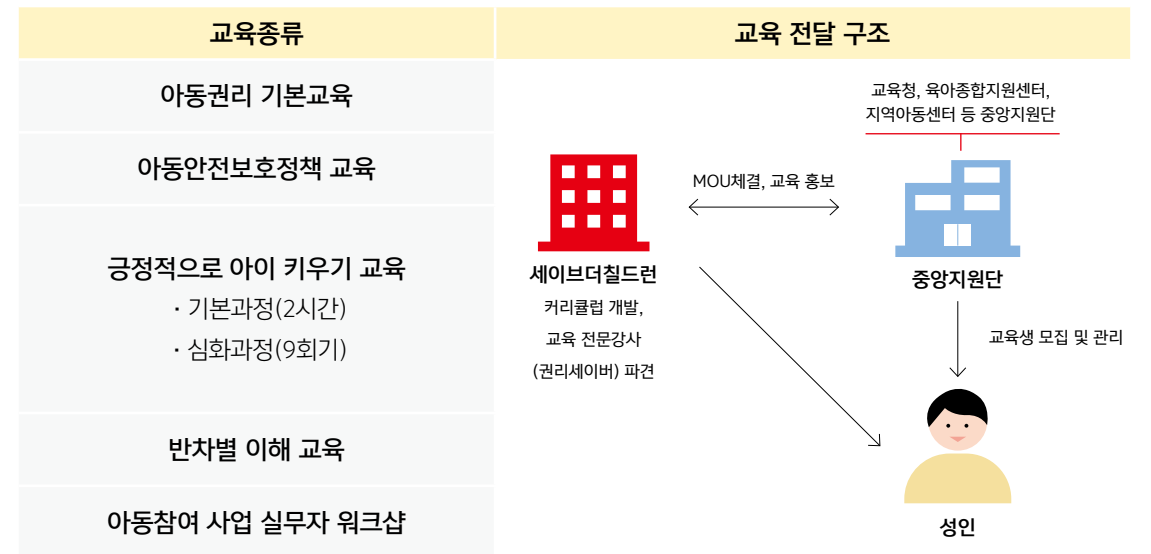 교육종류
아동권리 기본교육
아동안전보호정책 교육
긍정적으로 아이 키우기 교육
· 기본과정(2시간)
· 심화과정(9회기)
반차별 이해 교육
아동참여 사업 실무자 워크샵
교육 전달 구조
교육청, 육아종합지원센터,
지역아동센터 등 중앙지원단
MOU체결, 교육 홍보
세이브더칠드런
커리큘럼 개발,
교육 전문강사
(권리세이버) 파견
중앙지원단
교육생 모집 및 관리
성인